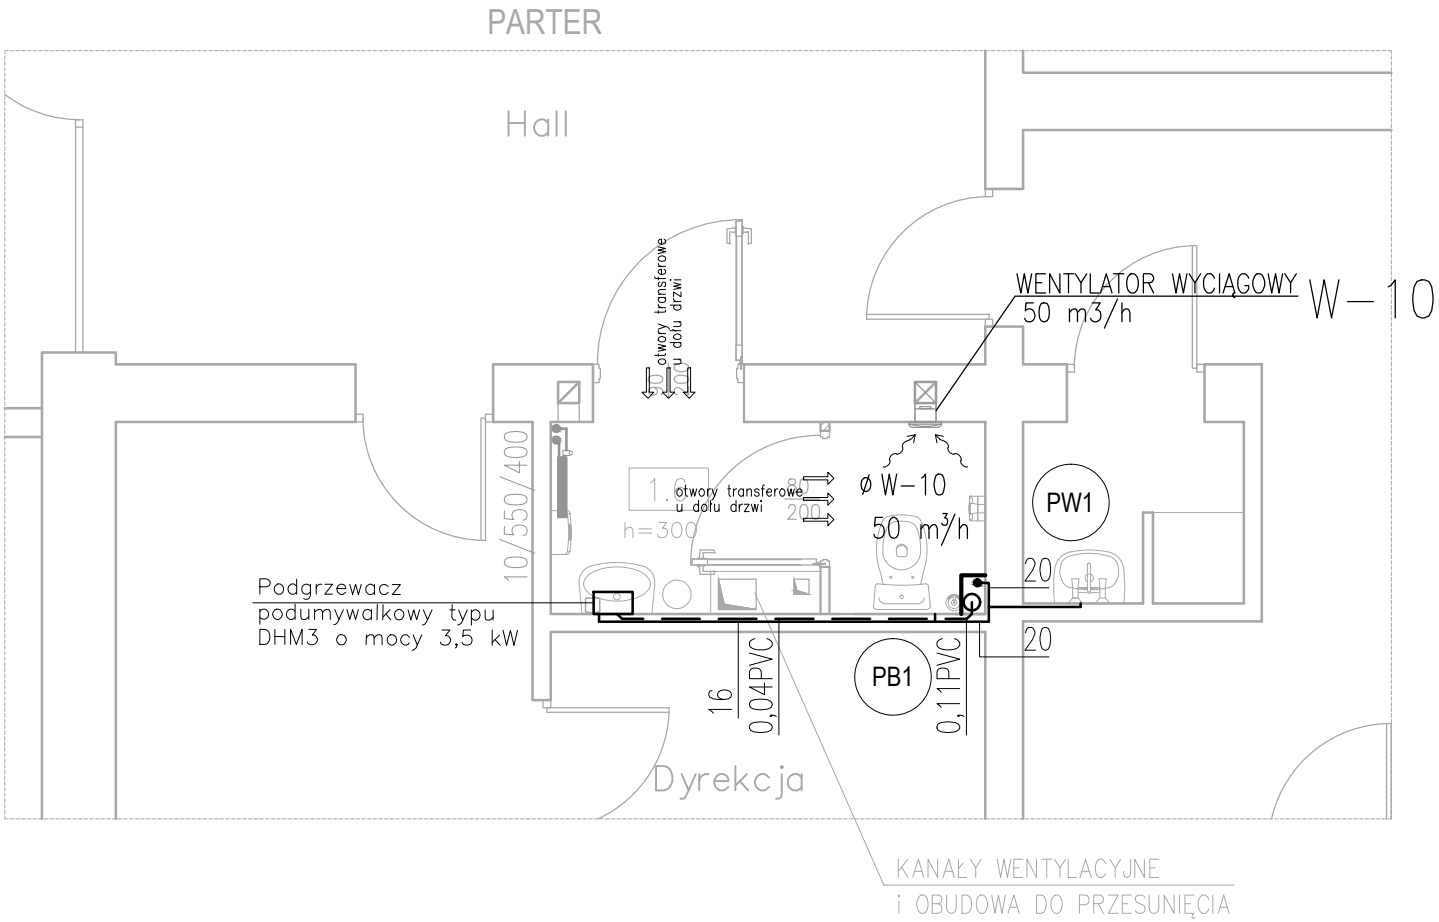 PARTER
Hall
WENTYLATOR WYCIĄGOWY
50 m3/h
W-10
otwory transferowe
u dołu drzwi
90
200
10/550/400
1.6
h=300
otwory transferowe
u dołu drzwi
80
200
ø W-10
50 m³/h
PW1
Podgrzewacz
podumywalkowy typu
DHM3 o mocy 3,5 kW
20
20
16
0,04PVC
PB1
0,11PVC
Dyrekcja
KANAŁY WENTYLACYJNE
i OBUDOWA DO PRZESUNIĘCIA